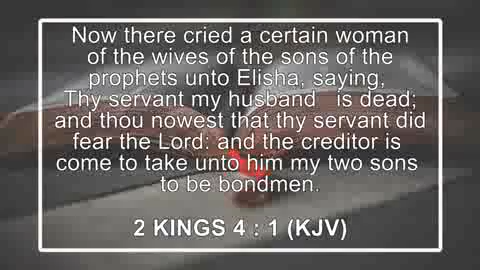 Now there cried a certain woman
of the wives of the sons of the
prophets unto Elisha, saying,
Thy servant my husband is dead;
and thou nowest that thy servant did
fear the Lord: and the creditor is
come to take unto him my two sons
to be bondmen.
2 KINGS 4 : 1 (KJV)